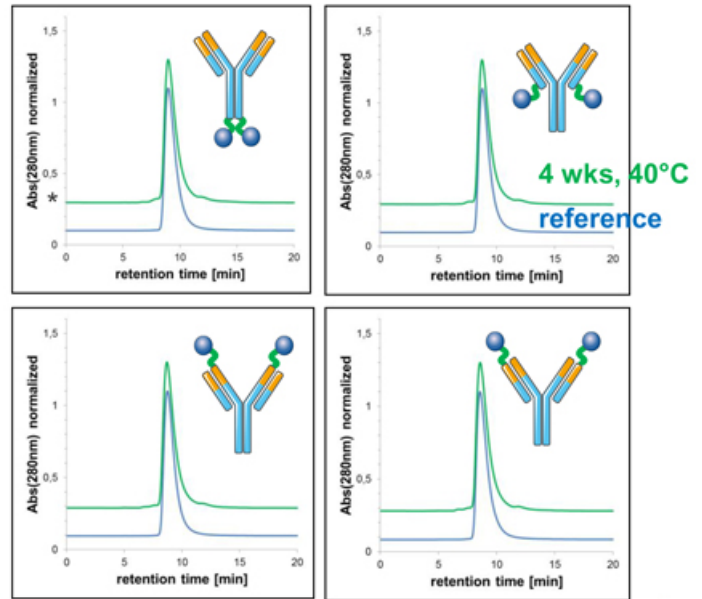 1,5
1
0,5
0
Abs(280nm) normalized
*
0 5 10 15 20
retention time [min]
1,5
1
0,5
0
Abs(280nm) normalized
4 wks, 40°C
reference
0 5 10 15 20
retention time [min]
1,5
1
0,5
0
Abs(280nm) normalized
0 5 10 15 20
retention time [min]
1,5
1
0,5
0
Abs(280nm) normalized
0 5 10 15 20
retention time [min]